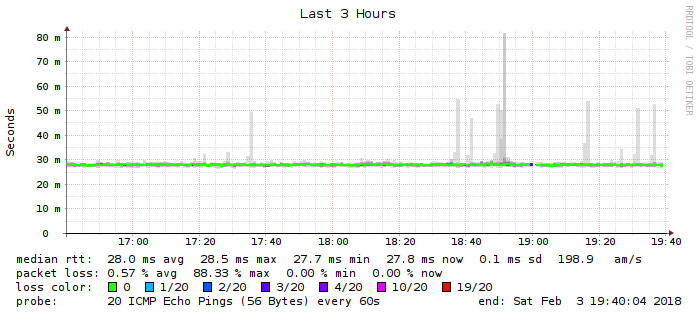 Last 3 Hours
RRDTOOL / TOBI OETIKER
Seconds
80 m
70 m
60 m
50 m
40 m
30 m
20 m
10 m
0
17:00 17:20 17:40 18:00 18:20 18:40 19:00 19:20 19:40
median rtt: 28.0 ms avg 28.5 ms max 27.7 ms min 27.8 ms now 0.1 ms sd 198.9 am/s
packet loss: 0.57 % avg 88.33 % max 0.00 % min 0.00 % now
loss color: 0 1/20 2/20 3/20 4/20 10/20 19/20
probe: 20 ICMP Echo Pings (56 Bytes) every 60s end: Sat Feb 3 19:40:04 2018